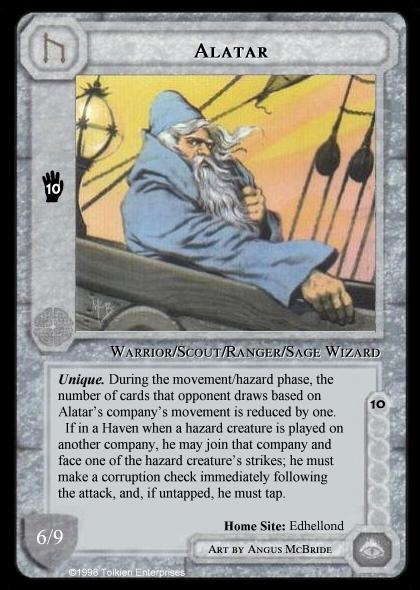 ALATAR
10
WARRIOR/SCOUT/RANGER/SAGE WIZARD
Unique. During the movement/hazard phase, the
number of cards that opponent draws based on
Alatar's company's movement is reduced by one.
If in a Haven when a hazard creature is played on
another company, he may join that company and
face one of the hazard creature's strikes; he must
make a corruption check immediately following
the attack, and, if untapped, he must tap.
10
Home Site: Edhellond
6/9
ART BY ANGUS MCBRIDE
©1998 Tolkien Enterprises